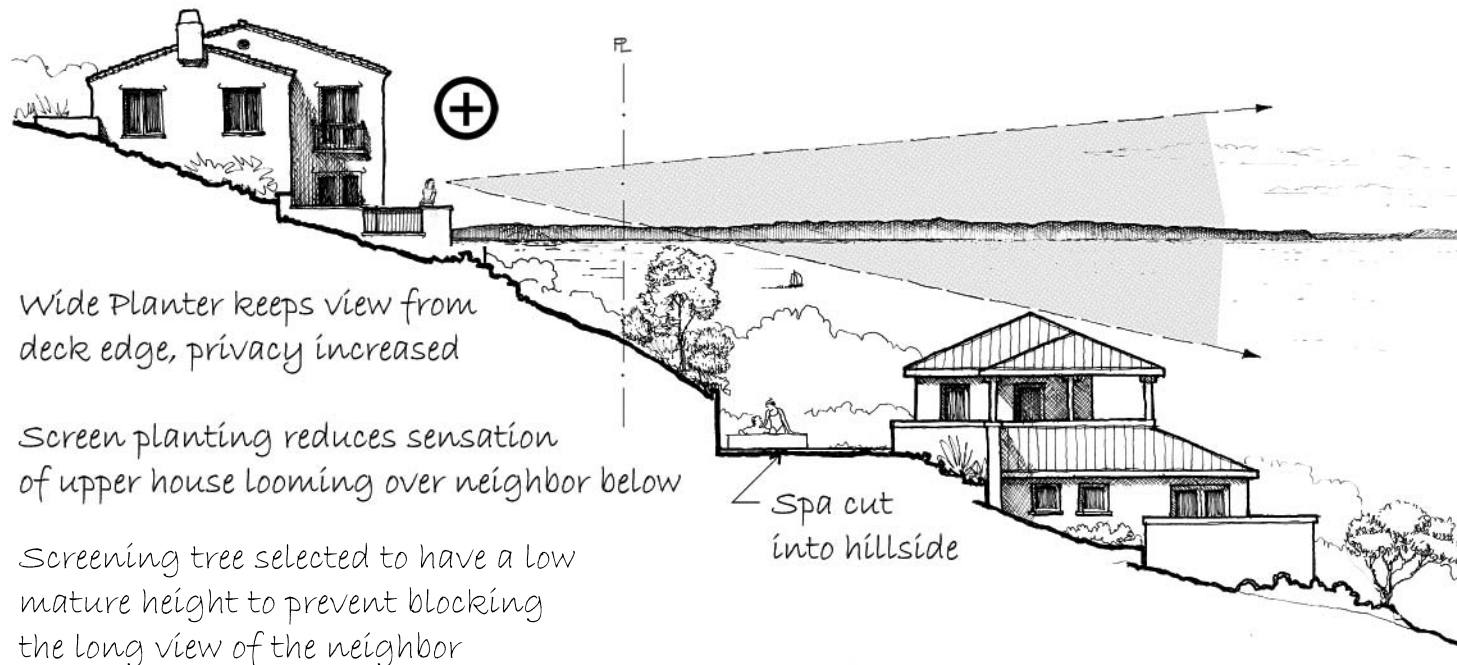 PL
Wide Planter keeps view from
deck edge, privacy increased
Screen planting reduces sensation
of upper house looming over neighbor below
Spa cut
into hillside
Screening tree selected to have a low
mature height to prevent blocking
the long view of the neighbor